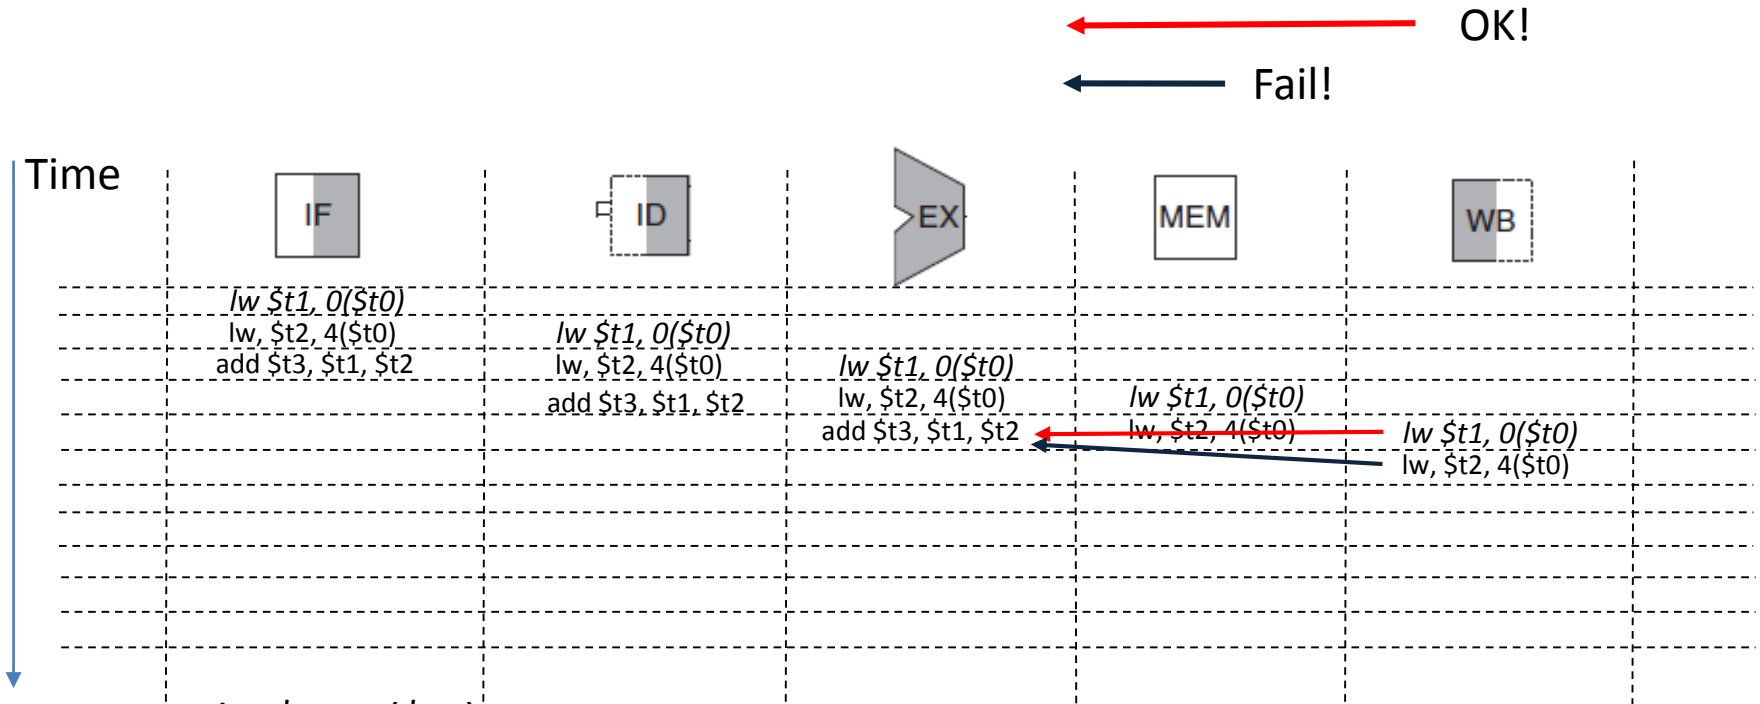 OK!
Fail!
Time
IF
ID
EX
MEM
WB
lw $t1, 0($t0)
lw, $t2, 4($t0)
lw $t1, 0($t0)
add $t3, $t1, $t2
lw, $t2, 4($t0)
lw $t1, 0($t0)
add $t3, $t1, $t2
lw, $t2, 4($t0)
lw $t1, 0($t0)
add $t3, $t1, $t2
lw, $t2, 4($t0)
lw $t1, 0($t0)
lw, $t2, 4($t0)